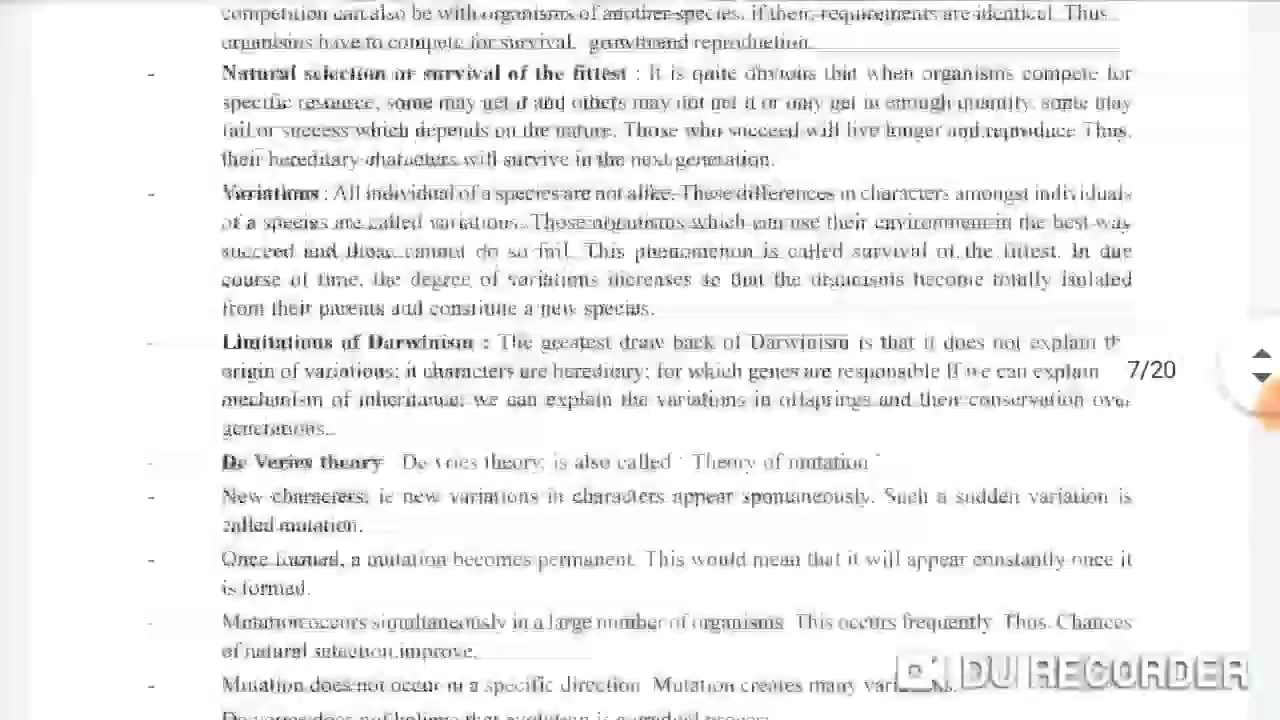 competition can also be with organisms of another species, if their requirements are identical. Thus
organisms have to compete for survival, growth and reproduction.
- Natural selection or survival of the fittest : It is quite obvious that when organisms compete for
specific resource, some may get it and others may not get it or may get in enough quantity, some may
fail or success which depends on the nature. Those who succeed will live longer and reproduce Thus,
their hereditary characters will survive in the next generation.
- Variations : All individual of a species are not alike. These differences in characters amongst individuals
of a species are called variations. Those organisms which can use their environment in the best way
succeed and those cannot do so fail. This phenomenon is called survival of the fittest. In due
course of time, the degree of variations increases so that the organisms become totally isolated
from their parents and constitute a new species.
- Limitations of Darwinism : The greatest draw back of Darwinism is that it does not explain th
origin of variations; it characters are hereditary; for which genes are responsible If we can explain
7/20
mechanism of inheritance, we can explain the variations in offsprings and their conservation over
generations.
- De Veries theory De vries theory, is also called ' Theory of mutation '
- New characters, ie new variations in characters appear spontaneously. Such a sudden variation is
called mutation.
- Once formed, a mutation becomes permanent. This would mean that it will appear constantly once it
is formed.
- Mutation occurs simultaneously in a large number of organisms This occurs frequently Thus, Chances
of natural selection improve.
- Mutation does not occur in a specific direction Mutation creates many
DU RECORDER
does not believe that evolution is a gradual process